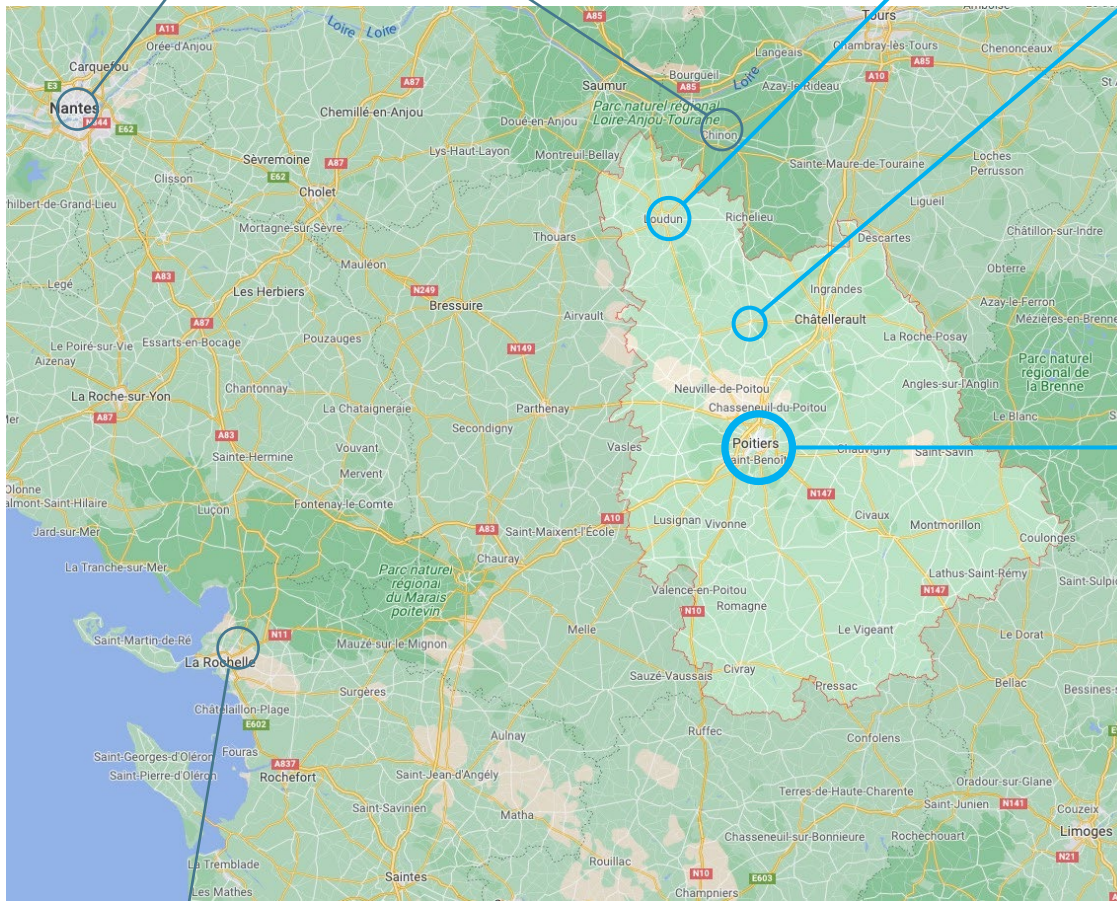 A85
Tours
A11
Loire
Loire
Orée-d'Anjou
Langeais
Chambray-lès-Tours
Chenonceaux
A85
Carquefou
A87
Bourgueil
Loire
A10
E3
Saumur
A85
Azay-le-Rideau
Nantes
Parc naturel régional
Loire-Anjou-Touraine
Chemillé-en-Anjou
Doué-en-Anjou
N844
E62
Chinon
Lys-Haut-Layon
Montreuil-Bellay
Sèvremoine
A87
Sainte-Maure-de-Touraine
Loches
Perrusson
Clisson
E62
Cholet
Ligueil
Loudun
Richelieu
Mortagne-sur-Sèvre
Thouars
Descartes
Châtillon-sur-Indre
Mauléon
A83
Obterre
Legé
Les Herbiers
N249
Ingrandes
Bressuire
Airvault
Châtellerault
Azay-le-Ferron
Mézières-en-Brenne
A87
Le Poiré-sur-Vie
Essarts-en-Bocage
Pouzauges
N149
La Roche-Posay
Aizenay
Parc naturel
régional de
la Brenne
La Roche-sur-Yon
Chantonnay
Neuville-de-Poitou
Angles-sur-l'Anglin
La Chataigneraie
Parthenay
Chasseneuil-du-Poitou
Le Blanc
A87
A83
Secondigny
Vouvant
Vasles
Poitiers
Saint-Benoît
Chauvigny
Saint-Savin
Sainte-Hermine
Mervent
N147
Luçon
Fontenay-le-Comte
A10
Lusignan
Vivonne
Civaux
Montmorillon
Jard-sur-Mer
A83
Saint-Maixent-l'École
Coulonges
Chauray
La Tranche-sur-Mer
Parc naturel
régional
du Marais
poitevin
Lathus-Saint-Rémy
Valence-en-Poitou
N147
N10
Romagne
Saint-Martin-de-Ré
N11
Mauzé-sur-le-Mignon
Melle
Le Vigeant
Le Dorat
La Rochelle
Civray
Sauzé-Vaussais
Pressac
Bellac
Surgères
Châtelaillon-Plage
E602
Ruffec
Aulnay
Confolens
Saint-Georges-d'Oléron
Fouras
A837
Saint-Pierre-d'Oléron
Rochefort
Saint-Jean-d'Angély
Oradour-sur-Glane
Terres-de-Haute-Charente
Saint-Junien
N141
Couzeix
Saint-Savinien
Matha
Chasseneuil-sur-Bonnieure
Rochechouart
Limoges
La Tremblade
Rouillac
N21
N10
E603
Saintes
Les Mathes
Champniers